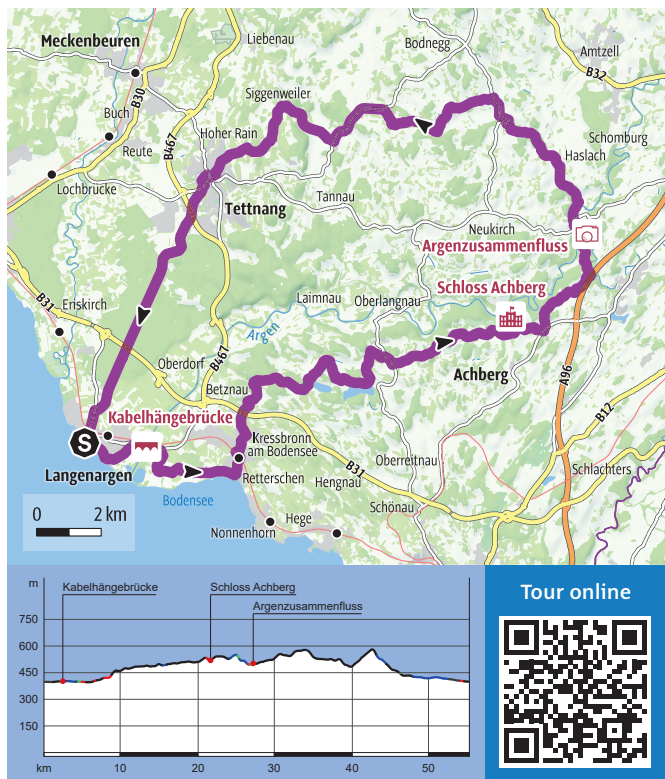 Meckenbeuren
Liebenau
Bodnegg
Amtzell
B32
B30
Siggenweiler
Buch
Hoher Rain
Schomburg
B467
Reute
Haslach
Lochbrücke
Tannau
Tettnang
Neukirch
Argenzusammenfluss
Schloss Achberg
B31
Eriskirch
Laimnau
Oberlangnau
Argen
Oberdorf
B467
Betznau
Achberg
A96
Kabelhängebrücke
B12
S
Kressbronn
am Bodensee
Langenargen
B31
Oberreitnau
Schlachters
Retterschen
Hengnau
Bodensee
Schönau
0 2 km
Hege
Nonnenhorn
m
Kabelhängebrücke
Schloss Achberg
Argenzusammenfluss
750
600
450
300
150
km 10 20 30 40 50
Tour online